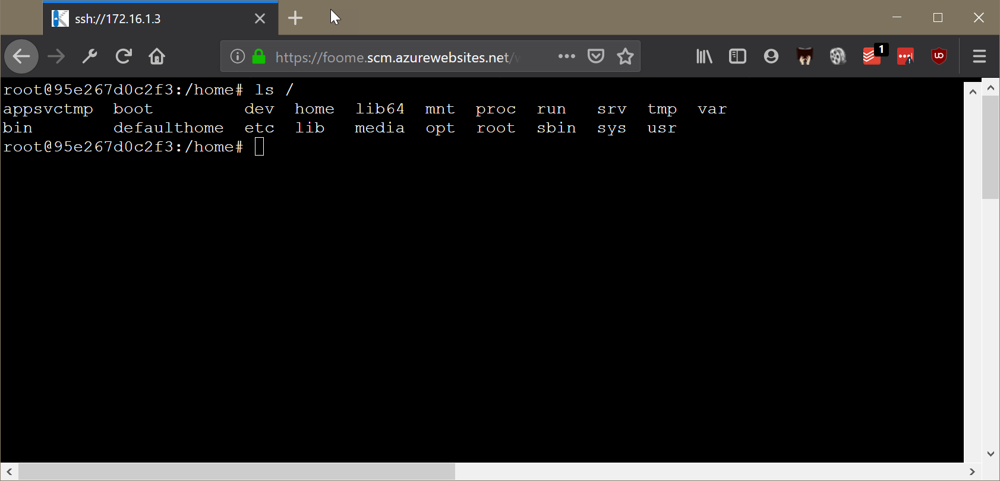 ssh://172.16.1.3
https://foome.scm.azurewebsites.net/
1
root@95e267d0c2f3:/home# ls /
appsvctmp  boot         dev  home  lib64  mnt  proc  run   srv  tmp  var
bin        defaulthome  etc  lib   media  opt  root  sbin  sys  usr
root@95e267d0c2f3:/home#